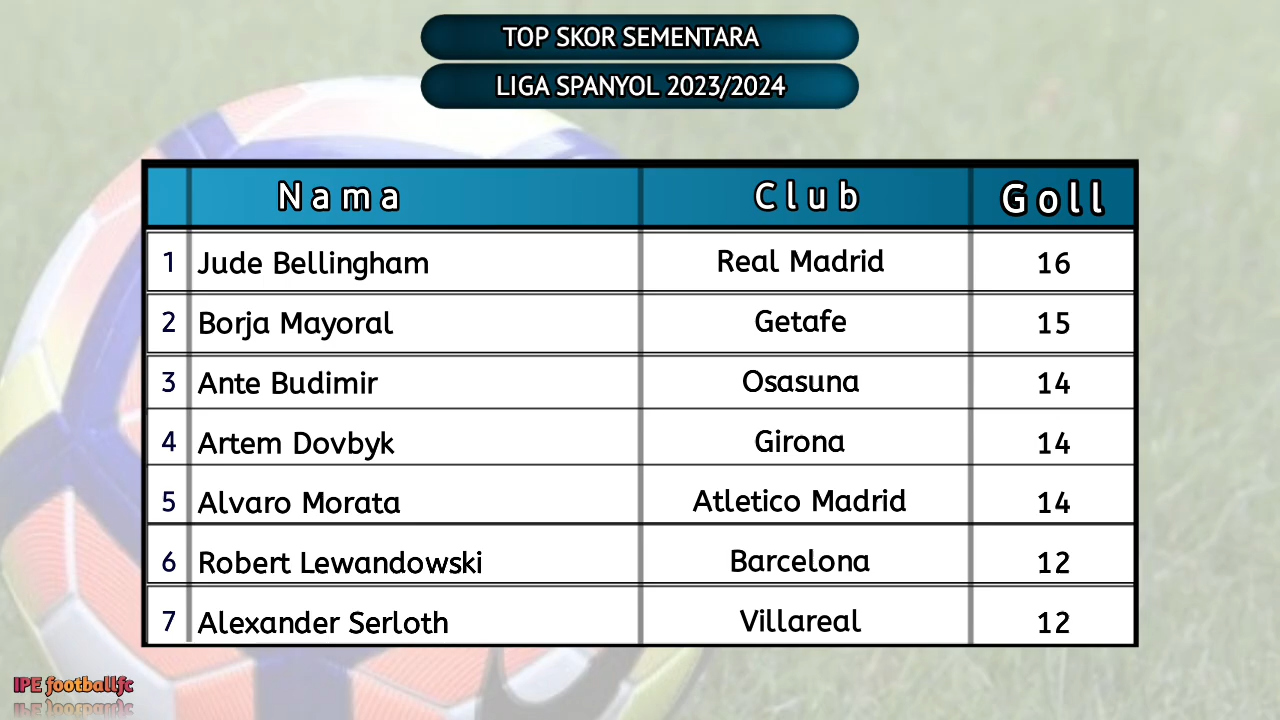 TOP SKOR SEMENTARA
LIGA SPANYOL 2023/2024
Nama Club Goll
1 Jude Bellingham Real Madrid 16
2 Borja Mayoral Getafe 15
3 Ante Budimir Osasuna 14
4 Artem Dovbyk Girona 14
5 Alvaro Morata Atletico Madrid 14
6 Robert Lewandowski Barcelona 12
7 Alexander Serloth Villareal 12
IPE footballfc